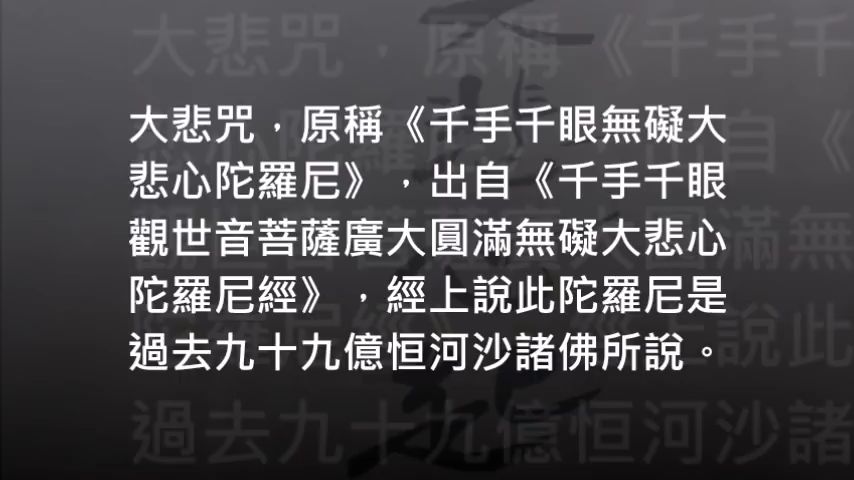 大悲咒，原稱《千手千眼無礙大
悲心陀羅尼》，出自《千手千眼
觀世音菩薩廣大圓滿無礙大悲心
陀羅尼經》，經上說此陀羅尼是
過去九十九億恒河沙諸佛所說。